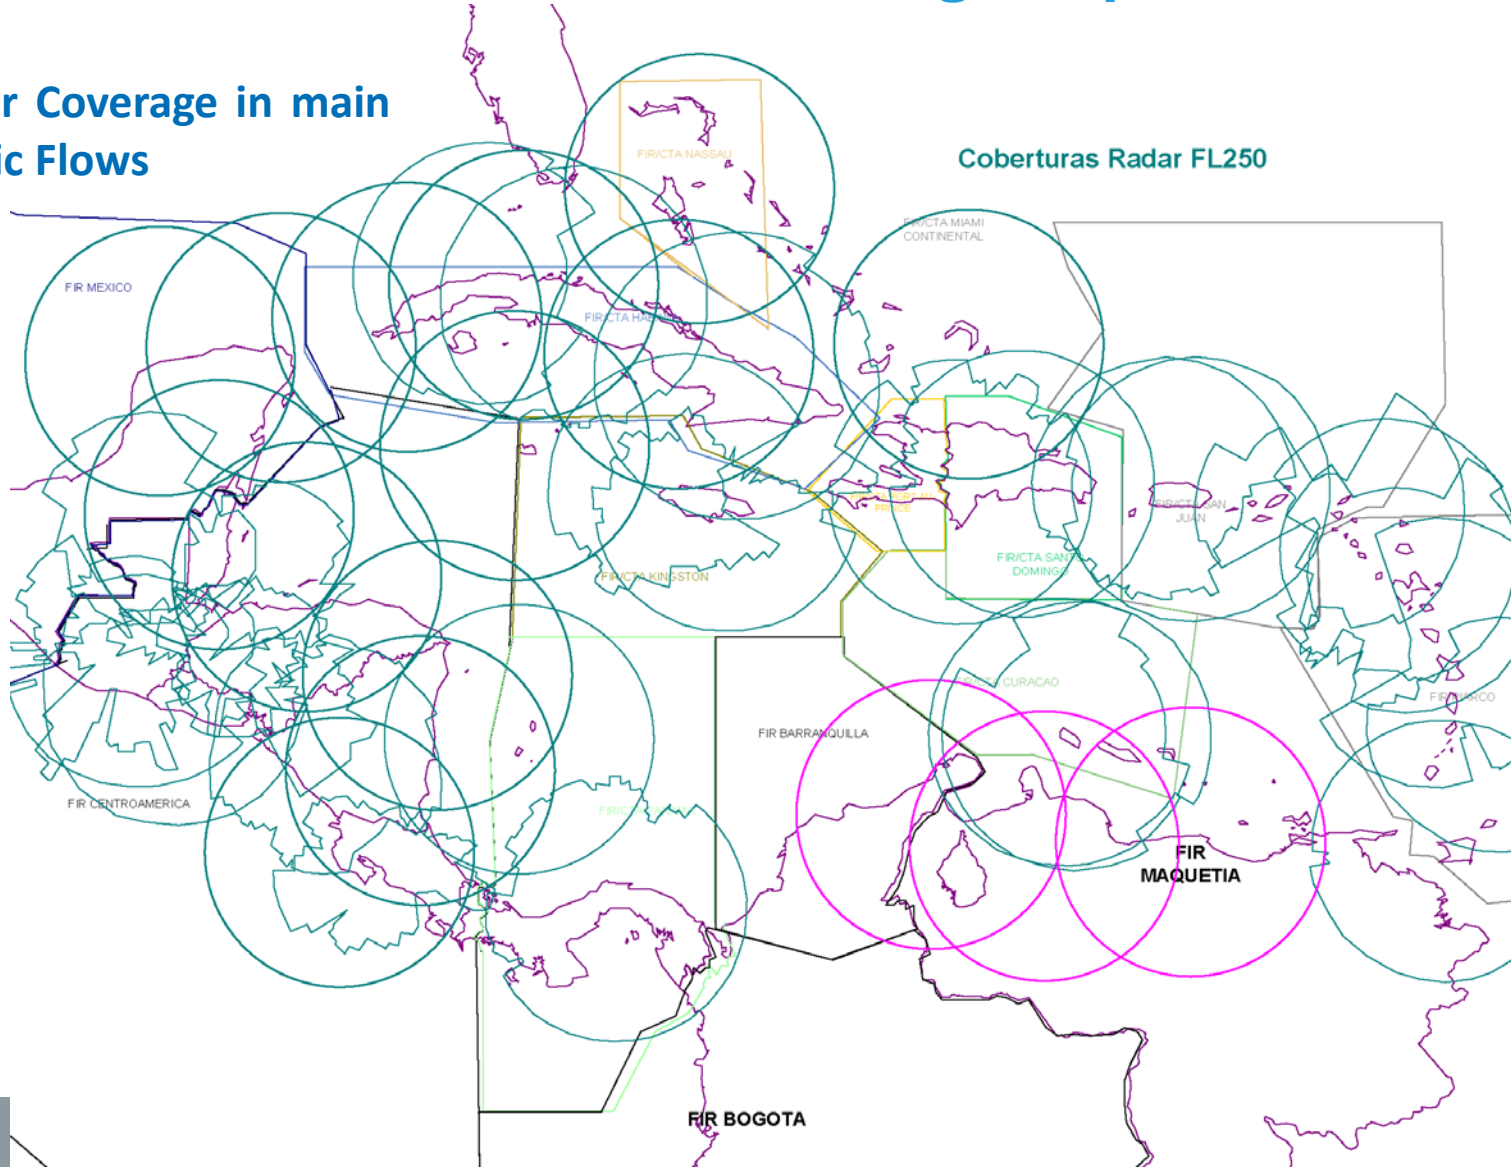 r Coverage in main
ic Flows
Coberturas Radar FL250
FIR/CTA NASSAU
FIR/CTA MIAMI
CONTINENTAL
FIR MEXICO
FIR/CTA
PRINCE
FIR/CTA SAN
JUAN
FIR/CTA
DOMINGO
FIR/CTA KINGSTON
CURACAO
FIR
FIR BARRANQUILLA
FIR CENTROAMERICA
FIR
MAQUETIA
FIR BOGOTA